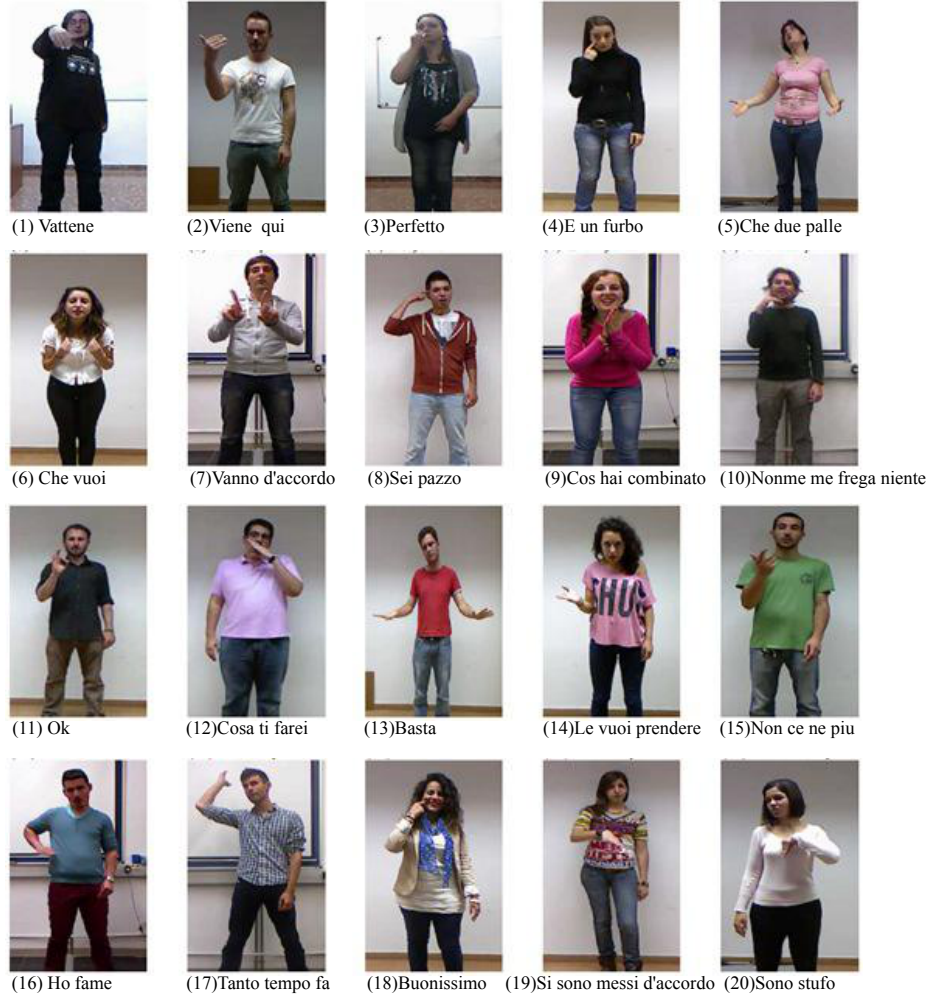 (1) Vattene
(2)Viene qui
(3)Perfetto
(4)E un furbo
(5)Che due palle
(6) Che vuoi
(7)Vanno d'accordo
(8)Sei pazzo
(9)Cos hai combinato
(10)Nonme me frega niente
SHUT
(11) Ok
(12)Cosa ti farei
(13)Basta
(14)Le vuoi prendere
(15)Non ce ne piu
(16) Ho fame
(17)Tanto tempo fa
(18)Buonissimo
(19)Si sono messi d'accordo
(20)Sono stufo